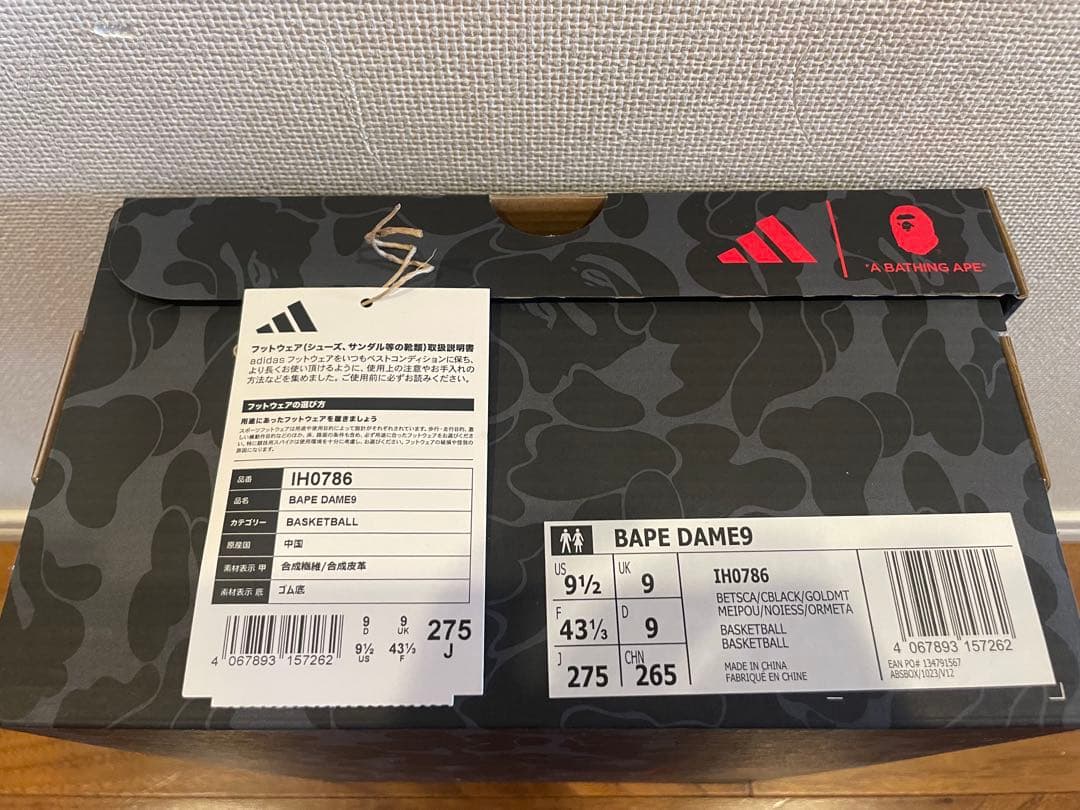 "A BATHING APE"
フットウェア(シューズ、サンダル等の靴類)取扱説明書
adidas フットウェアをいつもベストコンディションに保ち、
より長くお使い頂けるように、使用上の注意やお手入れの
方法などを集めました。ご使用前に必ずお読みください。
フットウェアの選び方
用途にあったフットウェアを履きましょう
品番 IH0786
品名 BAPE DAME9
カテゴリー BASKETBALL
原産国 中国
素材表示 甲 合成繊維/合成皮革
素材表示 底 ゴム底
4 067893 157262
9 D
9 UK
9½ US
43⅓ F
275 J
BAPE DAME9
US 9½
UK 9
F 43⅓
D 9
J 275
CHN 265
IH0786
BETSCA/CBLACK/GOLDMT
MEIPOU/NOIESS/ORMETA
BASKETBALL
BASKETBALL
MADE IN CHINA
FABRIQUÉ EN CHINE
4 067893 157262
EAN PO# 134791567
ABSBOX/1023/V12